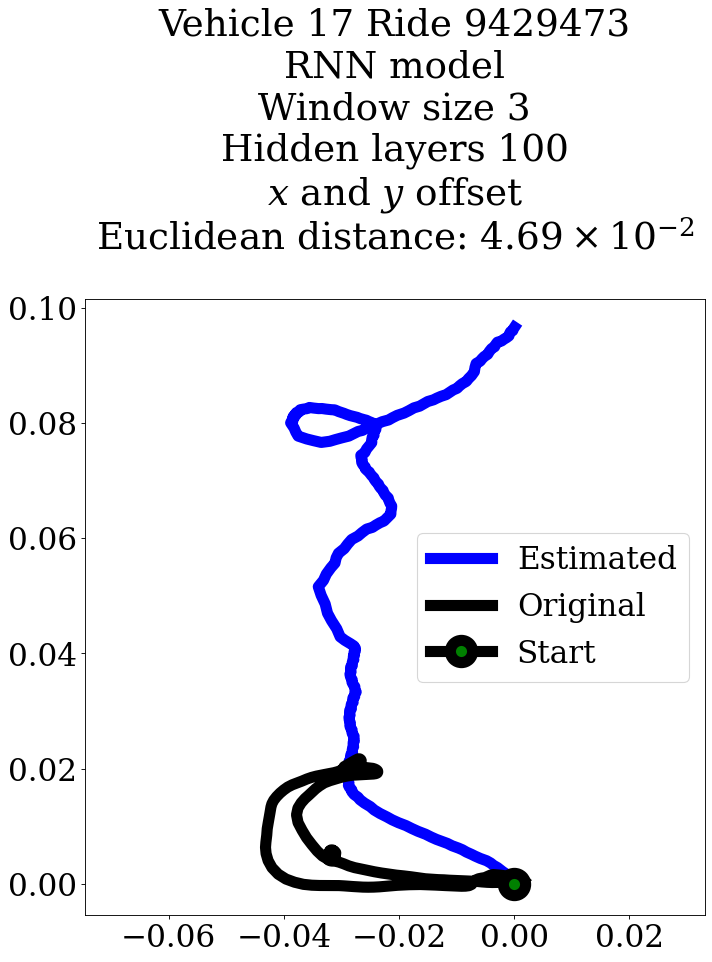 Vehicle 17 Ride 9429473
RNN model
Window size 3
Hidden layers 100
x and y offset
Euclidean distance: 4.69 × 10⁻²
0.10
0.08
0.06
0.04
0.02
0.00
Estimated
Original
Start
−0.06 −0.04 −0.02 0.00 0.02